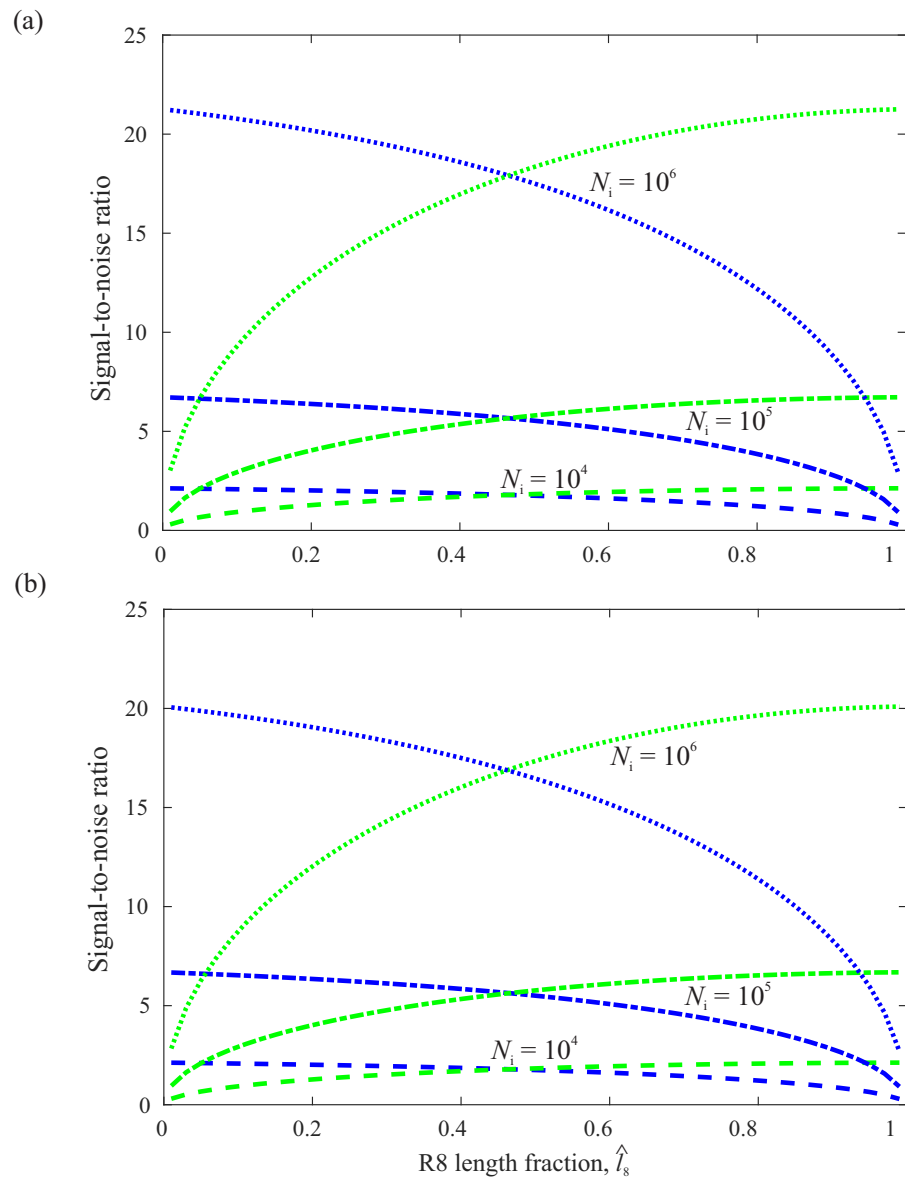 (a)
25
20
15
10
5
0
Signal-to-noise ratio
N_i = 10^6
N_i = 10^5
N_i = 10^4
0 0.2 0.4 0.6 0.8 1
(b)
25
20
15
10
5
0
Signal-to-noise ratio
N_i = 10^6
N_i = 10^5
N_i = 10^4
0 0.2 0.4 0.6 0.8 1
R8 length fraction, l̂_8